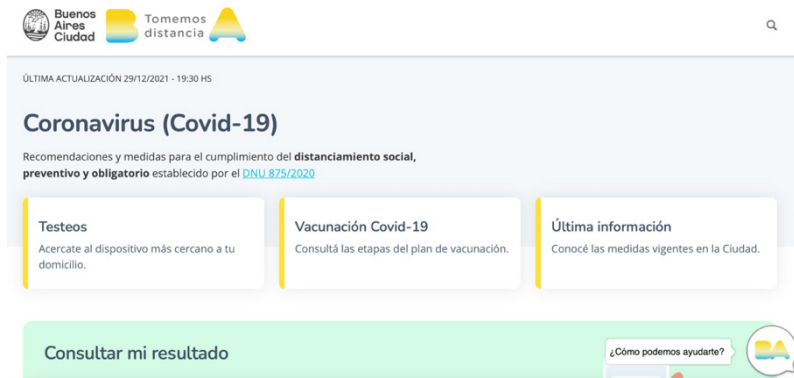 Buenos
Aires
Ciudad
BA
Tomemos
distancia
ÚLTIMA ACTUALIZACIÓN 29/12/2021 - 19:30 HS
Coronavirus (Covid-19)
Recomendaciones y medidas para el cumplimiento del distanciamiento social,
preventivo y obligatorio establecido por el DNU 875/2020
Testeos
Acercate al dispositivo más cercano a tu
domicilio.
Vacunación Covid-19
Consultá las etapas del plan de vacunación.
Última información
Conocé las medidas vigentes en la Ciudad.
Consultar mi resultado
¿Cómo podemos ayudarte?
BA